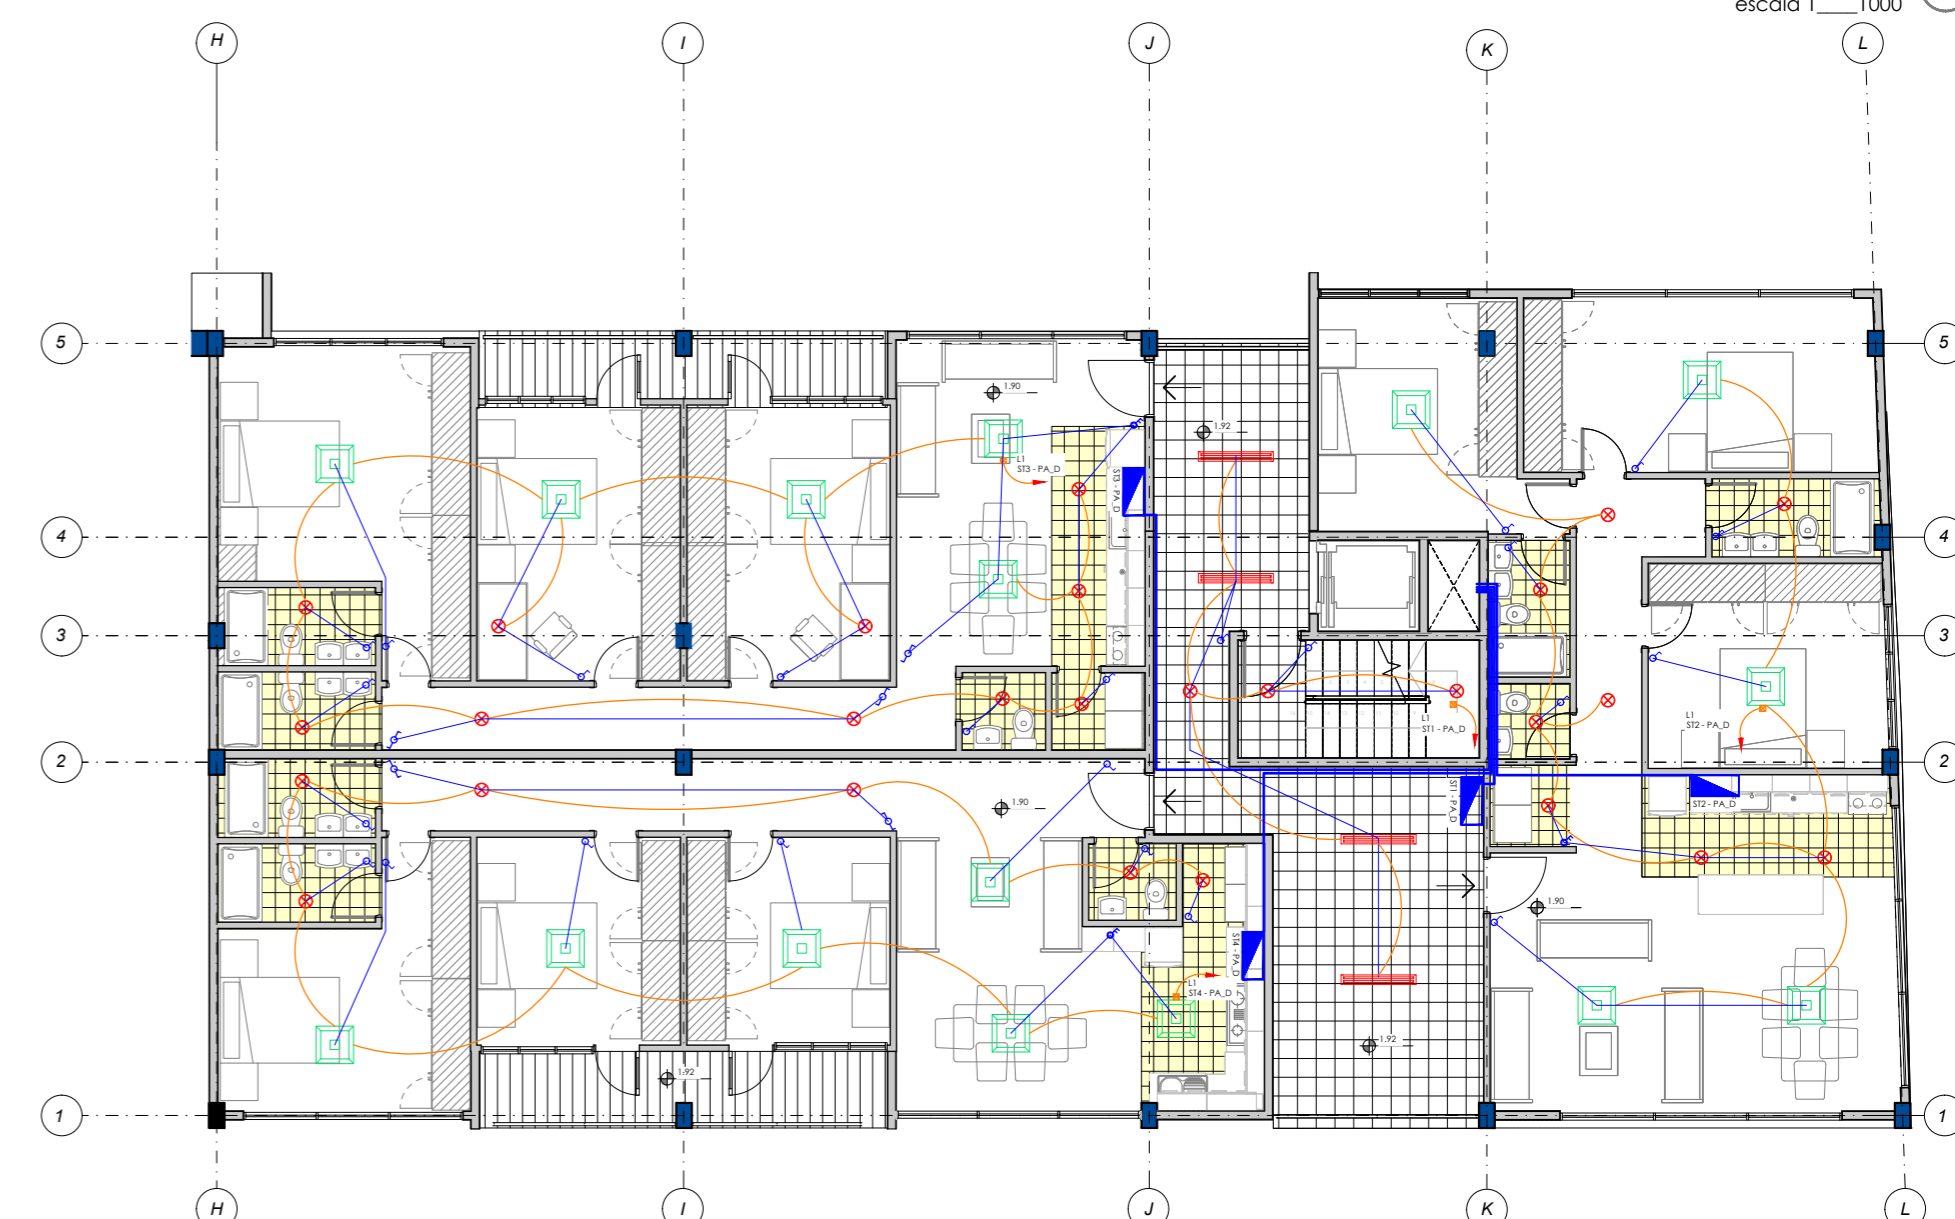 escala 1____1000
H I J K L
5 5
1.90
1.92
L1
ST3 - PA_D
ST3 - PA_D
4 4
3 3
L1
ST1 - PA_D
L1
ST2 - PA_D
2 2
1.90
ST1 - PA_D
ST2 - PA_D
6
1.90
ST4 - PA_D
L1
ST4 - PA_D
1.92
1.92
1 1
H I J K L